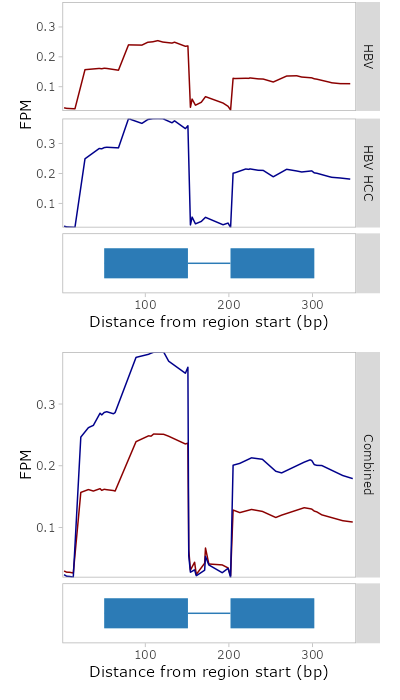 0.3
0.2
0.1
HBV
FPM
0.3
0.2
0.1
HBV HCC
100 200 300
Distance from region start (bp)
0.3
0.2
0.1
FPM
Combined
100 200 300
Distance from region start (bp)